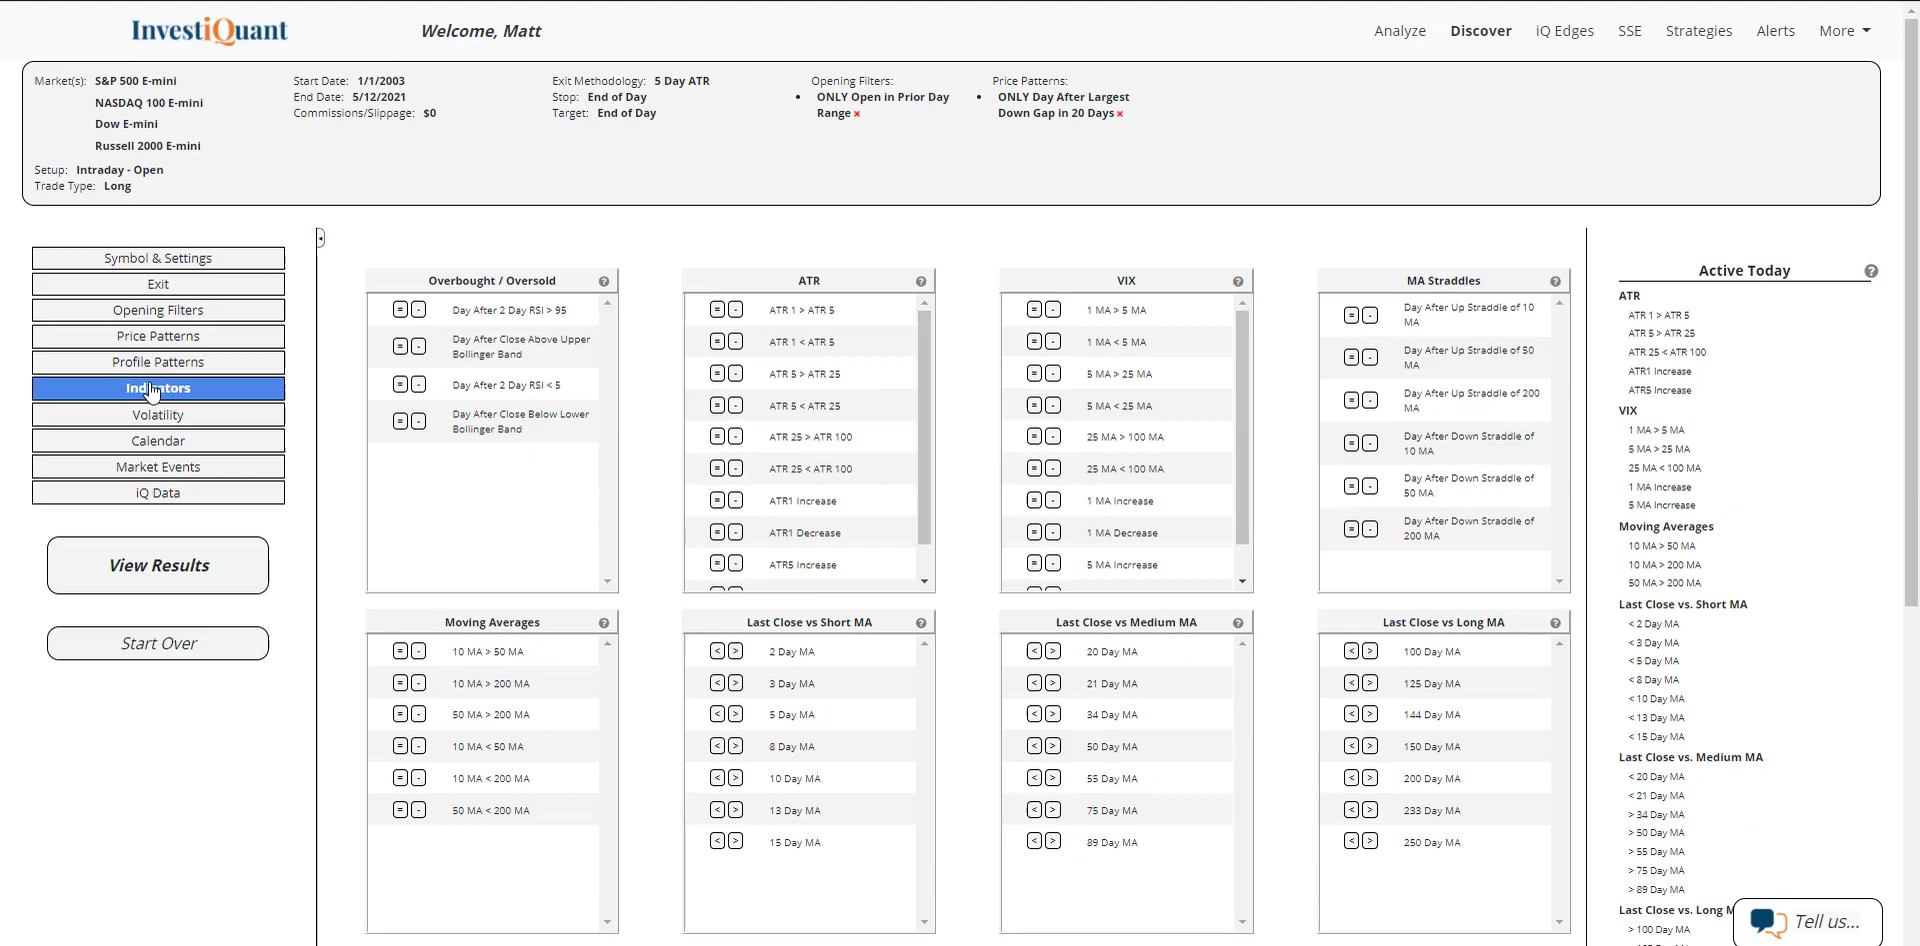 InvestiQuant
Welcome, Matt
Analyze
Discover
iQ Edges
SSE
Strategies
Alerts
More
Market(s): S&P 500 E-mini
NASDAQ 100 E-mini
Dow E-mini
Russell 2000 E-mini
Setup: Intraday - Open
Trade Type: Long
Start Date: 1/1/2003
End Date: 5/12/2021
Commissions/Slippage: $0
Exit Methodology: 5 Day ATR
Stop: End of Day
Target: End of Day
Opening Filters:
• ONLY Open in Prior Day
Range ×
Price Patterns:
• ONLY Day After Largest
Down Gap in 20 Days ×
Symbol & Settings
Exit
Opening Filters
Price Patterns
Profile Patterns
Indicators
Volatility
Calendar
Market Events
iQ Data
View Results
Start Over
Overbought / Oversold ?
= - Day After 2 Day RSI > 95
= - Day After Close Above Upper
Bollinger Band
= - Day After 2 Day RSI < 5
= - Day After Close Below Lower
Bollinger Band
ATR ?
= - ATR 1 > ATR 5
= - ATR 1 < ATR 5
= - ATR 5 > ATR 25
= - ATR 5 < ATR 25
= - ATR 25 > ATR 100
= - ATR 25 < ATR 100
= - ATR1 Increase
= - ATR1 Decrease
= - ATR5 Increase
VIX ?
= - 1 MA > 5 MA
= - 1 MA < 5 MA
= - 5 MA > 25 MA
= - 5 MA < 25 MA
= - 25 MA > 100 MA
= - 25 MA < 100 MA
= - 1 MA Increase
= - 1 MA Decrease
= - 5 MA Incrrease
MA Straddles ?
= - Day After Up Straddle of 10
MA
= - Day After Up Straddle of 50
MA
= - Day After Up Straddle of 200
MA
= - Day After Down Straddle of
10 MA
= - Day After Down Straddle of
50 MA
= - Day After Down Straddle of
200 MA
Moving Averages ?
= - 10 MA > 50 MA
= - 10 MA > 200 MA
= - 50 MA > 200 MA
= - 10 MA < 50 MA
= - 10 MA < 200 MA
= - 50 MA < 200 MA
Last Close vs Short MA ?
< > 2 Day MA
< > 3 Day MA
< > 5 Day MA
< > 8 Day MA
< > 10 Day MA
< > 13 Day MA
< > 15 Day MA
Last Close vs Medium MA ?
< > 20 Day MA
< > 21 Day MA
< > 34 Day MA
< > 50 Day MA
< > 55 Day MA
< > 75 Day MA
< > 89 Day MA
Last Close vs Long MA ?
< > 100 Day MA
< > 125 Day MA
< > 144 Day MA
< > 150 Day MA
< > 200 Day MA
< > 233 Day MA
< > 250 Day MA
Active Today ?
ATR
ATR 1 > ATR 5
ATR 5 > ATR 25
ATR 25 < ATR 100
ATR1 Increase
ATR5 Increase
VIX
1 MA > 5 MA
5 MA > 25 MA
25 MA < 100 MA
1 MA Increase
5 MA Incrrease
Moving Averages
10 MA > 50 MA
10 MA > 200 MA
50 MA > 200 MA
Last Close vs. Short MA
< 2 Day MA
< 3 Day MA
< 5 Day MA
< 8 Day MA
< 10 Day MA
< 13 Day MA
< 15 Day MA
Last Close vs. Medium MA
< 20 Day MA
< 21 Day MA
> 34 Day MA
> 50 Day MA
> 55 Day MA
> 75 Day MA
> 89 Day MA
Last Close vs. Long M
> 100 Day MA
Tell us...